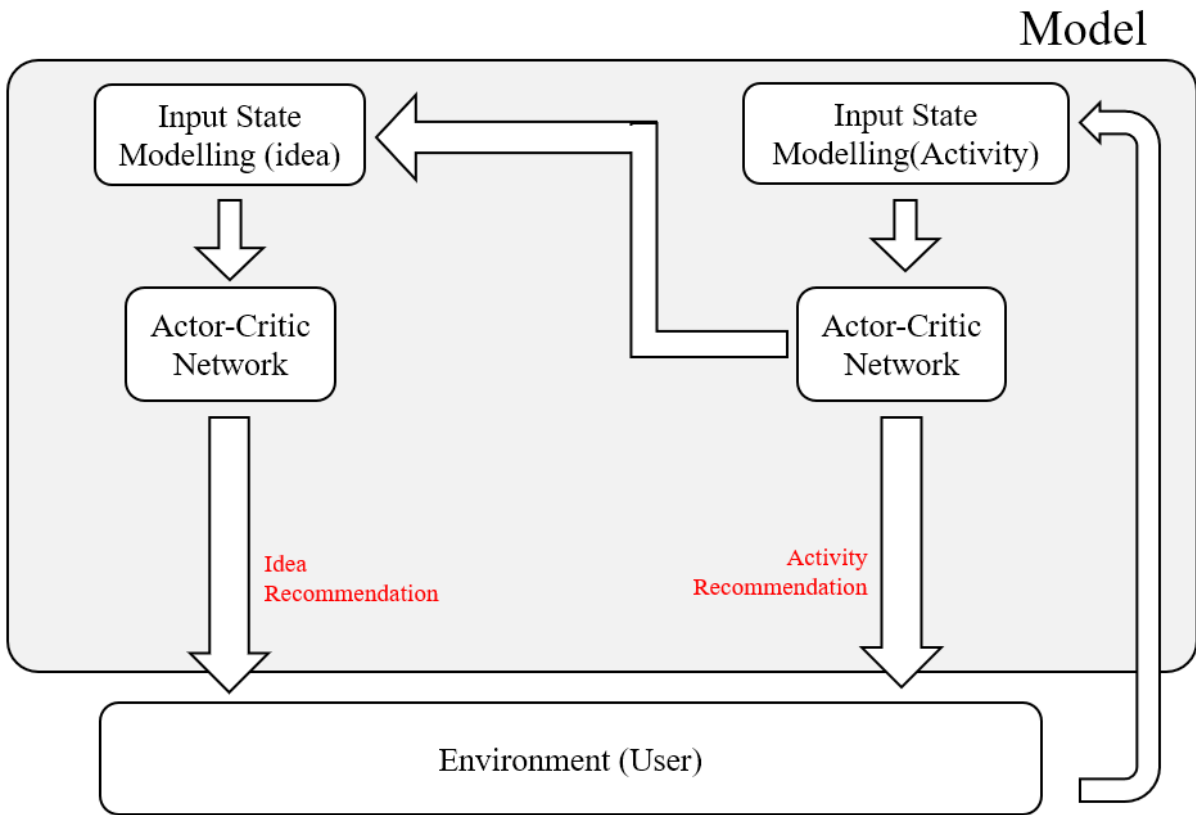 Model
Input State
Modelling (idea)
Input State
Modelling(Activity)
Actor-Critic
Network
Actor-Critic
Network
Idea
Recommendation
Activity
Recommendation
Environment (User)